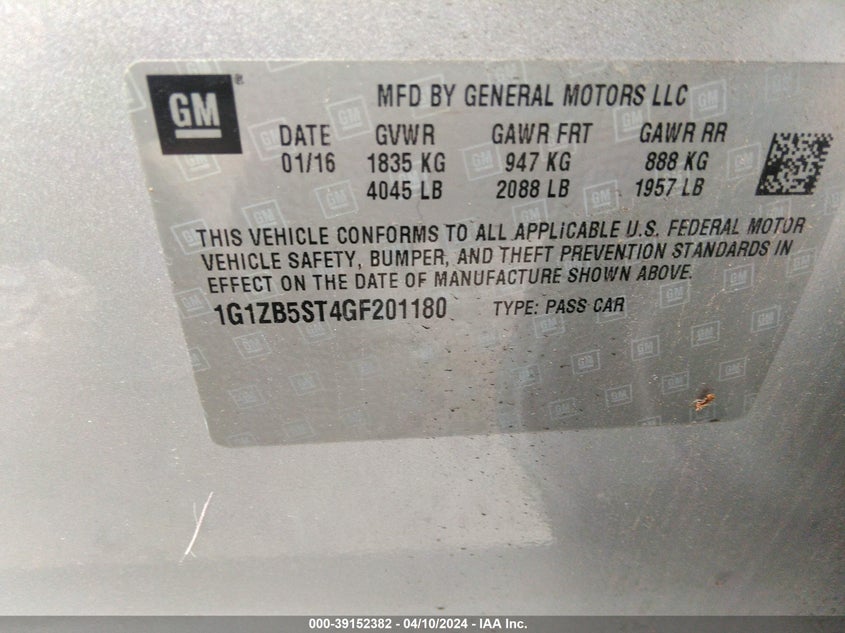 GM ®
MFD BY GENERAL MOTORS LLC
DATE GVWR GAWR FRT GAWR RR
01/16 1835 KG 947 KG 888 KG
4045 LB 2088 LB 1957 LB
THIS VEHICLE CONFORMS TO ALL APPLICABLE U.S. FEDERAL MOTOR
VEHICLE SAFETY, BUMPER, AND THEFT PREVENTION STANDARDS IN
EFFECT ON THE DATE OF MANUFACTURE SHOWN ABOVE.
1G1ZB5ST4GF201180 TYPE: PASS CAR
000-39152382 - 04/10/2024 - IAA Inc.